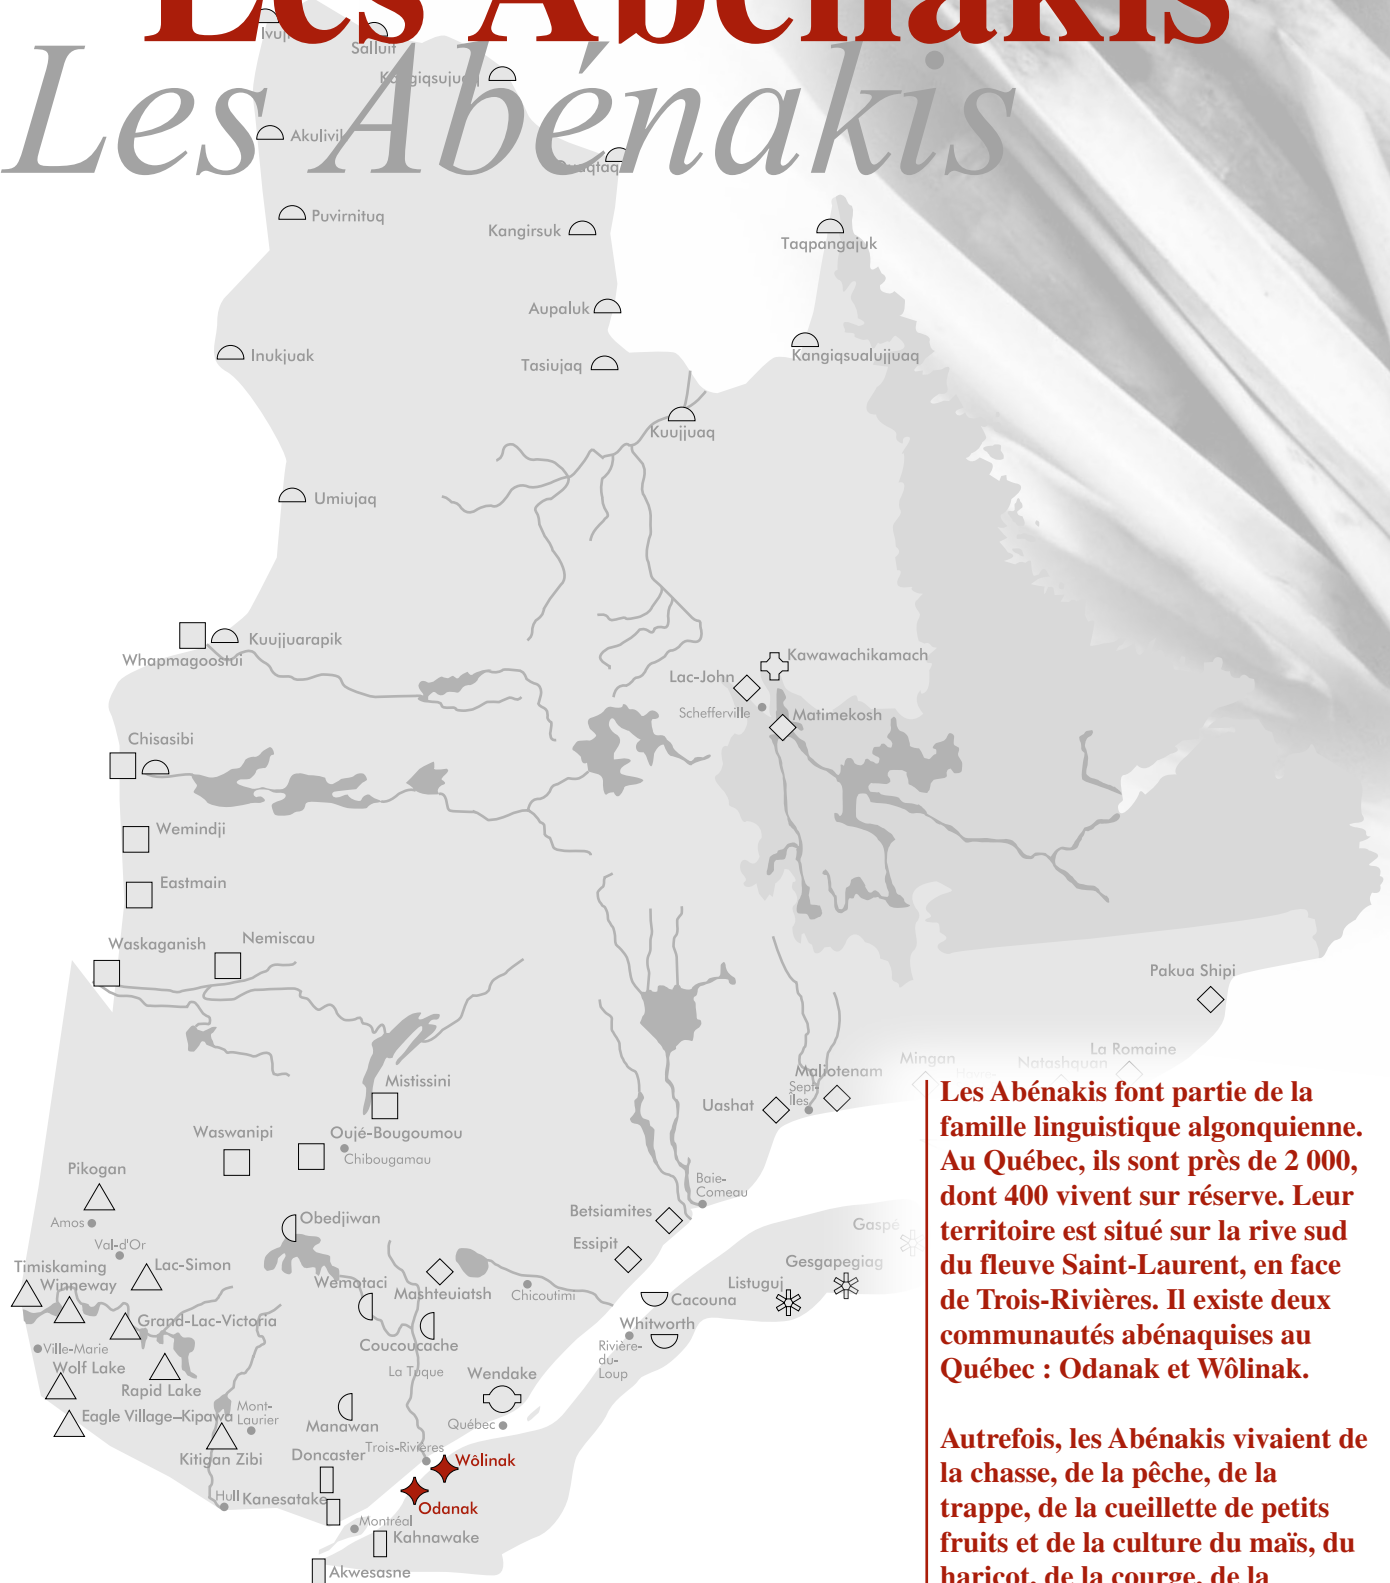 Les Abénakis
Les Abénakis
Salluit
Akulivik
Puvirnituq
Kangirsuk
Taqpangajuk
Aupaluk
Inukjuak
Tasiujaq
Kangiqsualujjuaq
Kuujjuaq
Umiujaq
Kuujjuarapik
Whapmagoostui
Kawawachikamach
Lac-John
Schefferville
Matimekosh
Chisasibi
Wemindji
Eastmain
Waskaganish
Nemiscau
Pakua Shipi
La Romaine
Mingan
Natashquan
Maliotenam
Sept-
Îles
Uashat
Mistissini
Waswanipi
Oujé-Bougoumou
Chibougamau
Pikogan
Amos
Val-d'Or
Obedjiwan
Baie-
Comeau
Betsiamites
Essipit
Gaspé
Gesgapegiag
Listuguj
Timiskaming
Winneway
Lac-Simon
Wemotaci
Mashteuiatsh
Chicoutimi
Cacouna
Whitworth
Grand-Lac-Victoria
Ville-Marie
Coucoucache
Rivière-
du-
Loup
Wolf Lake
La Tuque
Wendake
Rapid Lake
Eagle Village–Kipawa
Mont-
Laurier
Manawan
Québec
Kitigan Zibi
Doncaster
Trois-Rivières
Wôlinak
Hull
Kanesatake
Odanak
Montréal
Kahnawake
Akwesasne
Les Abénakis font partie de la
famille linguistique algonquienne.
Au Québec, ils sont près de 2 000,
dont 400 vivent sur réserve. Leur
territoire est situé sur la rive sud
du fleuve Saint-Laurent, en face
de Trois-Rivières. Il existe deux
communautés abénaquises au
Québec : Odanak et Wôlinak.
Autrefois, les Abénakis vivaient de
la chasse, de la pêche, de la
trappe, de la cueillette de petits
fruits et de la culture du maïs, du
haricot, de la courge, de la